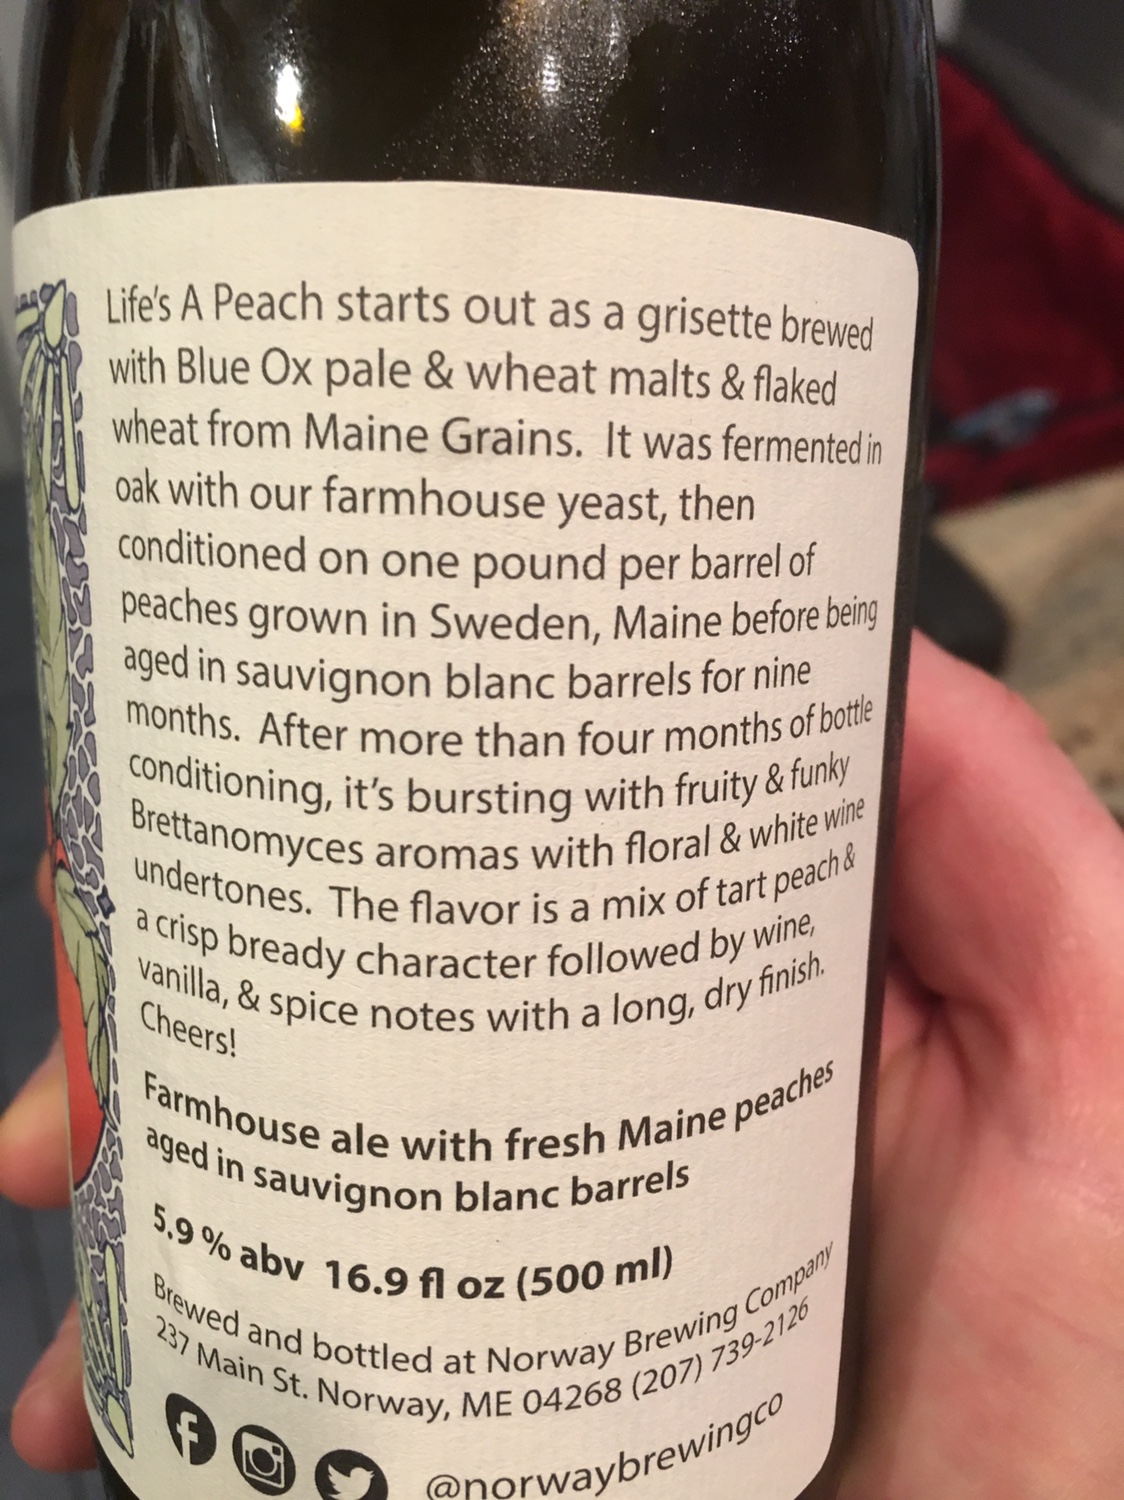 Life's A Peach starts out as a grisette brewed
with Blue Ox pale & wheat malts & flaked
wheat from Maine Grains.  It was fermented in
oak with our farmhouse yeast, then
conditioned on one pound per barrel of
peaches grown in Sweden, Maine before being
aged in sauvignon blanc barrels for nine
months.  After more than four months of bottle
conditioning, it's bursting with fruity & funky
Brettanomyces aromas with floral & white wine
undertones.  The flavor is a mix of tart peach &
a crisp bready character followed by wine,
vanilla, & spice notes with a long, dry finish.
Cheers!
Farmhouse ale with fresh Maine peaches
aged in sauvignon blanc barrels
5.9 % abv  16.9 fl oz (500 ml)
Brewed and bottled at Norway Brewing Company
237 Main St. Norway, ME 04268 (207) 739-2126
@norwaybrewingco